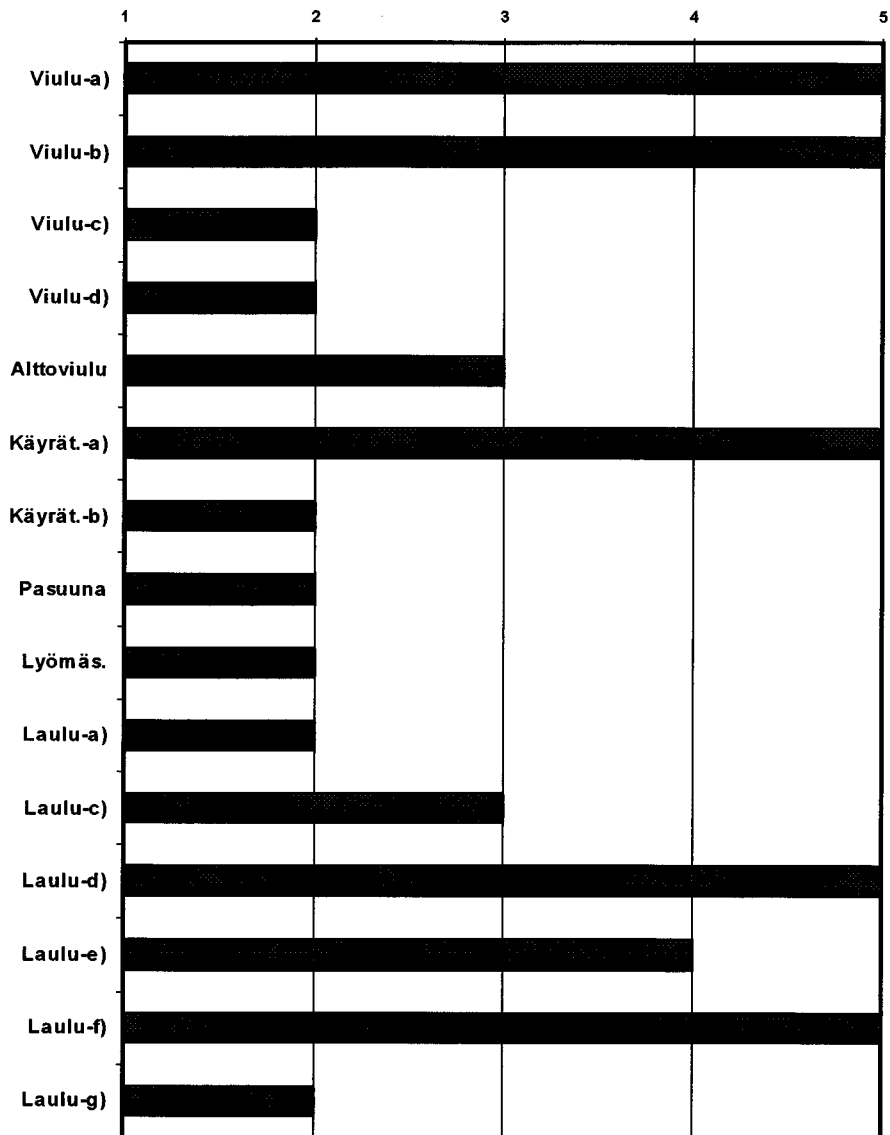 1 2 3 4 5
Viulu-a)
Viulu-b)
Viulu-c)
Viulu-d)
Alttoviulu
Käyrät.-a)
Käyrät.-b)
Pasuuna
Lyömäs.
Laulu-a)
Laulu-c)
Laulu-d)
Laulu-e)
Laulu-f)
Laulu-g)